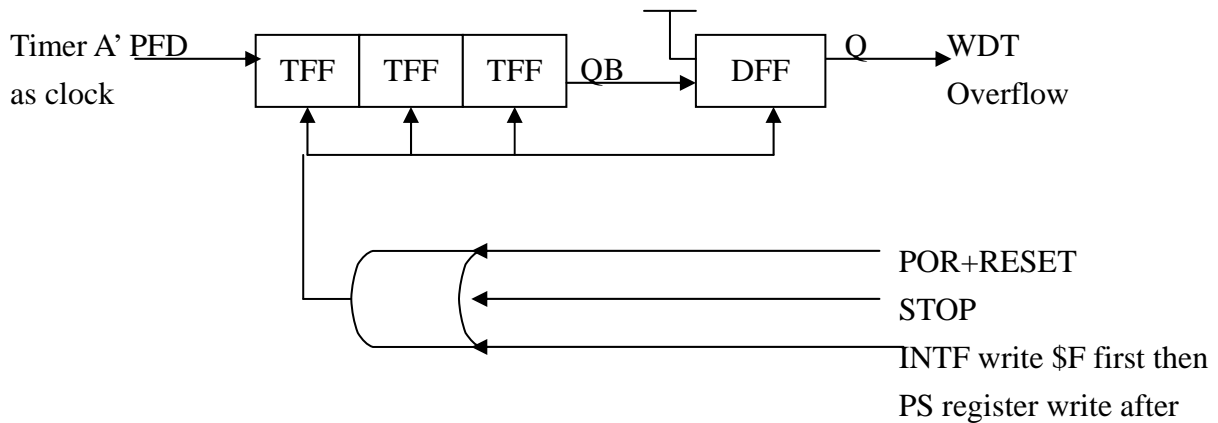 Timer A' PFD
as clock
TFF
TFF
TFF
QB
DFF
Q
WDT
Overflow
POR+RESET
STOP
INTF write $F first then
PS register write after